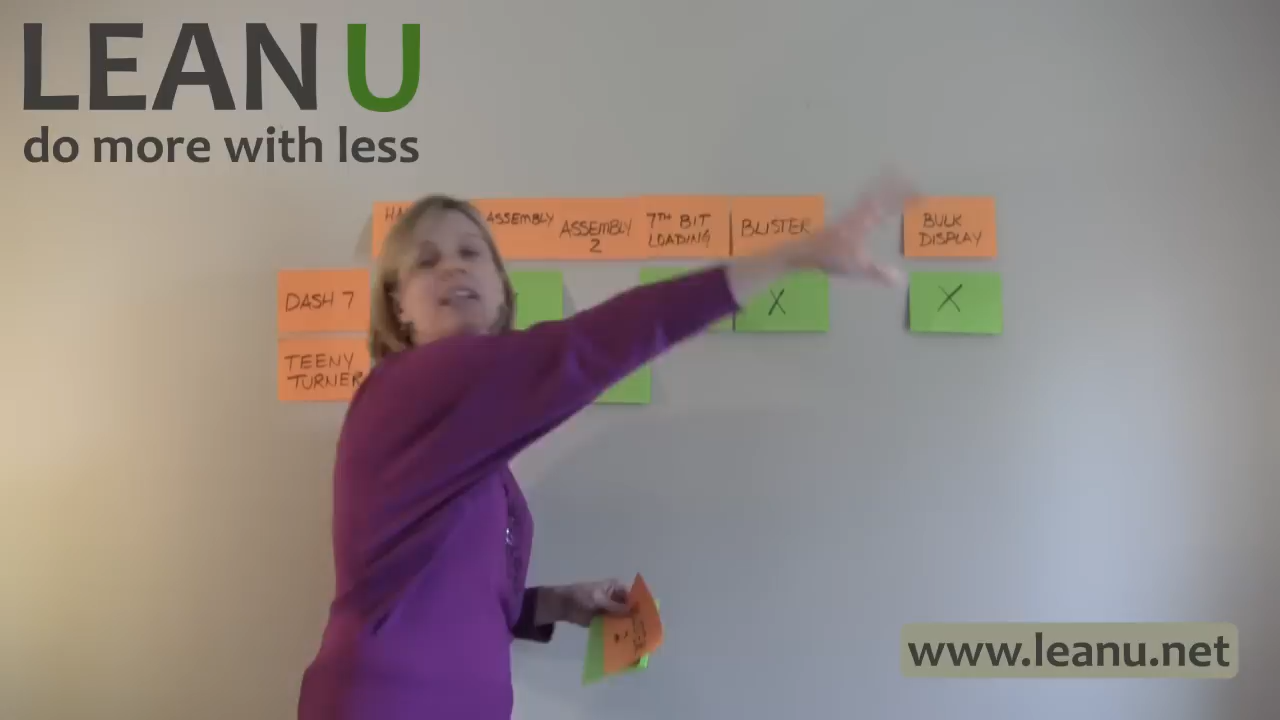 LEAN U
do more with less
ASSEMBLY
ASSEMBLY
2
7TH BIT
LOADING
BLISTER
BULK
DISPLAY
DASH 7
X
X
TEENY
TURNER
www.leanu.net